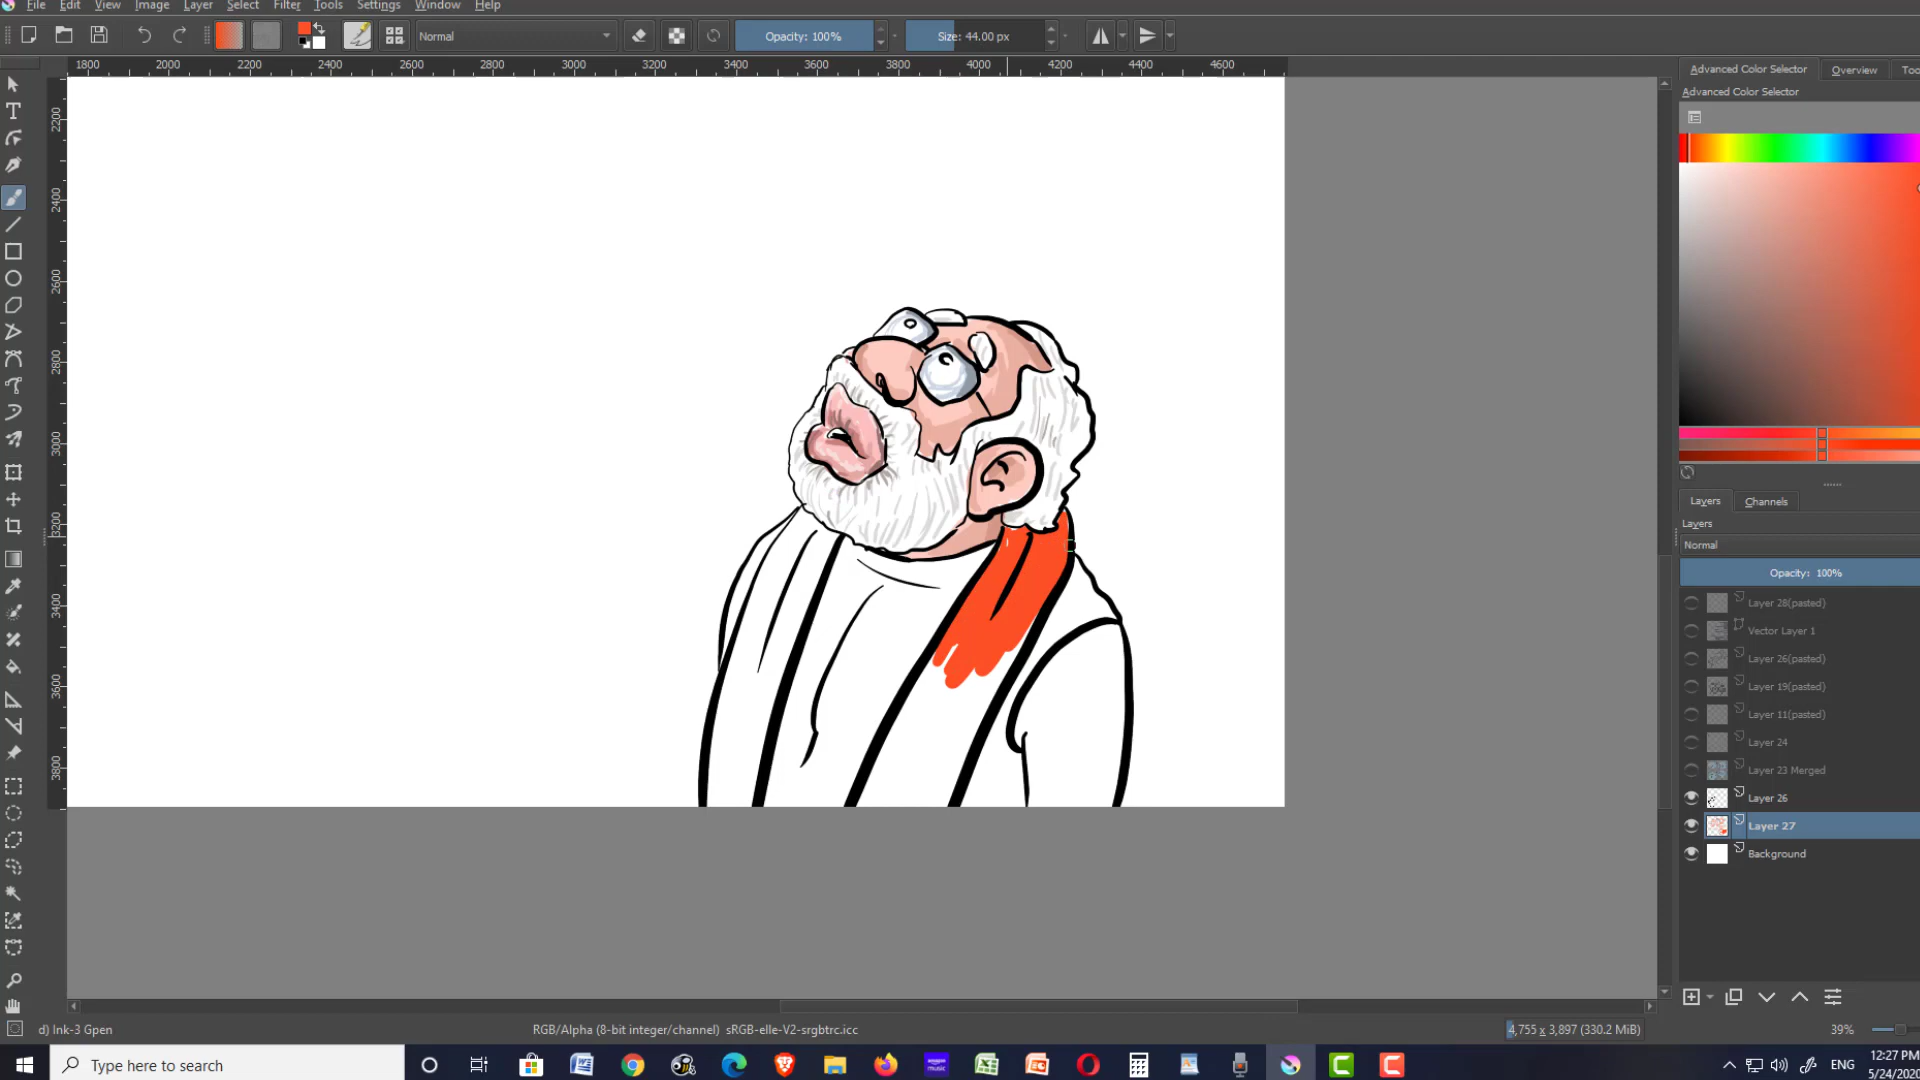 File Edit View Image Layer Select Filter Tools Settings Window Help
Normal Opacity: 100% Size: 44.00 px
1800 2000 2200 2400 2600 2800 3000 3200 3400 3600 3800 4000 4200 4400 4600
2200
2400
2600
2800
3000
3200
3400
3600
3800
Advanced Color Selector Overview Too
Advanced Color Selector
Layers Channels
Layers
Normal
Opacity: 100%
Layer 28(pasted)
Vector Layer 1
Layer 26(pasted)
Layer 19(pasted)
Layer 11(pasted)
Layer 24
Layer 23 Merged
Layer 26
Layer 27
Background
d) Ink-3 Gpen RGB/Alpha (8-bit integer/channel) sRGB-elle-V2-srgbtrc.icc 4,755 x 3,897 (330.2 MiB) 39%
Type here to search ENG 12:27 PM
5/24/2020